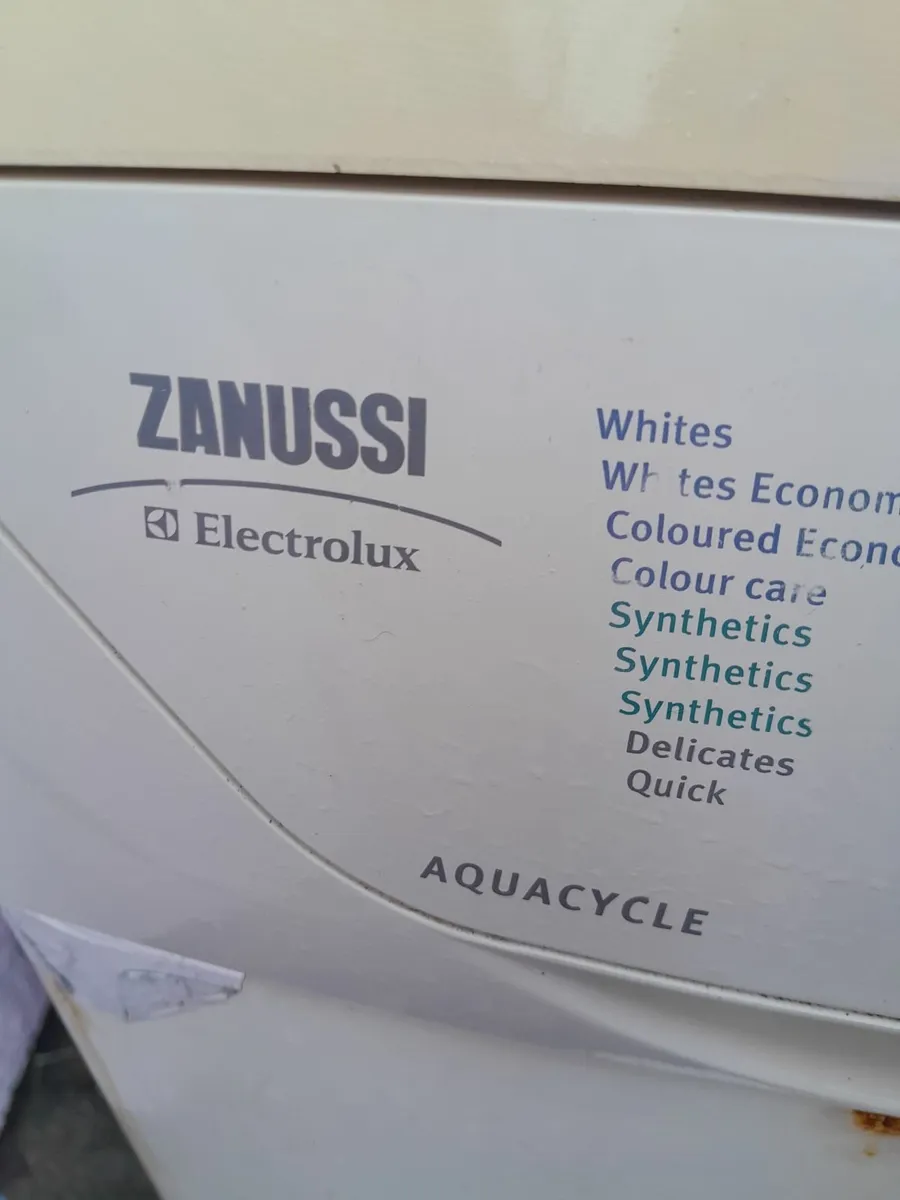 ZANUSSI
Electrolux
Whites
Wh tes Econom
Coloured Econo
Colour care
Synthetics
Synthetics
Synthetics
Delicates
Quick
AQUACYCLE